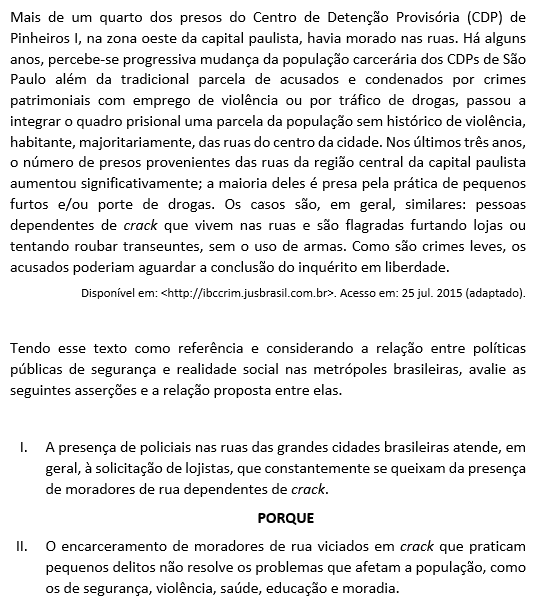 Mais de um quarto dos presos do Centro de Detenção Provisória (CDP) de
Pinheiros I, na zona oeste da capital paulista, havia morado nas ruas. Há alguns
anos, percebe-se progressiva mudança da população carcerária dos CDPs de São
Paulo além da tradicional parcela de acusados e condenados por crimes
patrimoniais com emprego de violência ou por tráfico de drogas, passou a
integrar o quadro prisional uma parcela da população sem histórico de violência,
habitante, majoritariamente, das ruas do centro da cidade. Nos últimos três anos,
o número de presos provenientes das ruas da região central da capital paulista
aumentou significativamente; a maioria deles é presa pela prática de pequenos
furtos e/ou porte de drogas. Os casos são, em geral, similares: pessoas
dependentes de crack que vivem nas ruas e são flagradas furtando lojas ou
tentando roubar transeuntes, sem o uso de armas. Como são crimes leves, os
acusados poderiam aguardar a conclusão do inquérito em liberdade.
Disponível em: <http://ibccrim.jusbrasil.com.br>. Acesso em: 25 jul. 2015 (adaptado).
Tendo esse texto como referência e considerando a relação entre políticas
públicas de segurança e realidade social nas metrópoles brasileiras, avalie as
seguintes asserções e a relação proposta entre elas.
I. A presença de policiais nas ruas das grandes cidades brasileiras atende, em
geral, à solicitação de lojistas, que constantemente se queixam da presença
de moradores de rua dependentes de crack.
PORQUE
II. O encarceramento de moradores de rua viciados em crack que praticam
pequenos delitos não resolve os problemas que afetam a população, como
os de segurança, violência, saúde, educação e moradia.